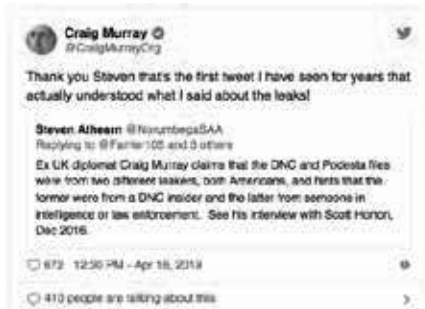 Craig Murray
@CraigMurrayOrg
Thank you Steven that's the first tweet I have seen for years that
actually understood what I said about the leaks!
Steven Ahearn @NorumbegaSAA
Replying to @Fairler105 and 3 others
Ex UK diplomat Craig Murray claims that the DNC and Podesta files
were from two different leakers, both Americans, and hints that the
former were from a DNC insider and the latter from someone in
intelligence or law enforcement. See his interview with Scott Horton,
Dec 2016.
672 12:30 PM - Apr 16, 2019
410 people are talking about this